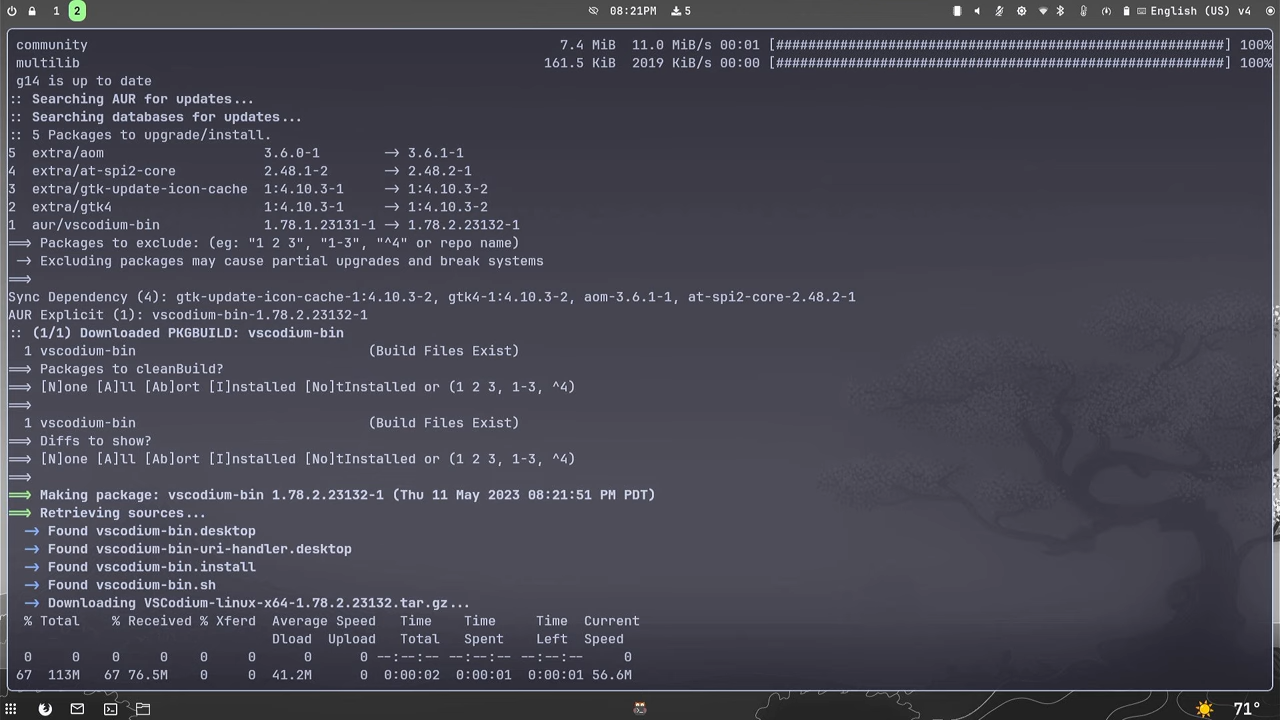 1 2 08:21PM 5 English (US) v4
community 7.4 MiB 11.0 MiB/s 00:01 [########################################################] 100%
multilib 161.5 KiB 2019 KiB/s 00:00 [########################################################] 100%
g14 is up to date
:: Searching AUR for updates...
:: Searching databases for updates...
:: 5 Packages to upgrade/install.
5 extra/aom 3.6.0-1 -> 3.6.1-1
4 extra/at-spi2-core 2.48.1-2 -> 2.48.2-1
3 extra/gtk-update-icon-cache 1:4.10.3-1 -> 1:4.10.3-2
2 extra/gtk4 1:4.10.3-1 -> 1:4.10.3-2
1 aur/vscodium-bin 1.78.1.23131-1 -> 1.78.2.23132-1
==> Packages to exclude: (eg: "1 2 3", "1-3", "^4" or repo name)
-> Excluding packages may cause partial upgrades and break systems
==>
Sync Dependency (4): gtk-update-icon-cache-1:4.10.3-2, gtk4-1:4.10.3-2, aom-3.6.1-1, at-spi2-core-2.48.2-1
AUR Explicit (1): vscodium-bin-1.78.2.23132-1
:: (1/1) Downloaded PKGBUILD: vscodium-bin
1 vscodium-bin (Build Files Exist)
==> Packages to cleanBuild?
==> [N]one [A]ll [Ab]ort [I]nstalled [No]tInstalled or (1 2 3, 1-3, ^4)
==>
1 vscodium-bin (Build Files Exist)
==> Diffs to show?
==> [N]one [A]ll [Ab]ort [I]nstalled [No]tInstalled or (1 2 3, 1-3, ^4)
==>
==> Making package: vscodium-bin 1.78.2.23132-1 (Thu 11 May 2023 08:21:51 PM PDT)
==> Retrieving sources...
-> Found vscodium-bin.desktop
-> Found vscodium-bin-uri-handler.desktop
-> Found vscodium-bin.install
-> Found vscodium-bin.sh
-> Downloading VSCodium-linux-x64-1.78.2.23132.tar.gz...
% Total % Received % Xferd Average Speed Time Time Time Current
Dload Upload Total Spent Left Speed
0 0 0 0 0 0 0 0 --:--:-- --:--:-- --:--:-- 0
67 113M 67 76.5M 0 0 41.2M 0 0:00:02 0:00:01 0:00:01 56.6M
71°